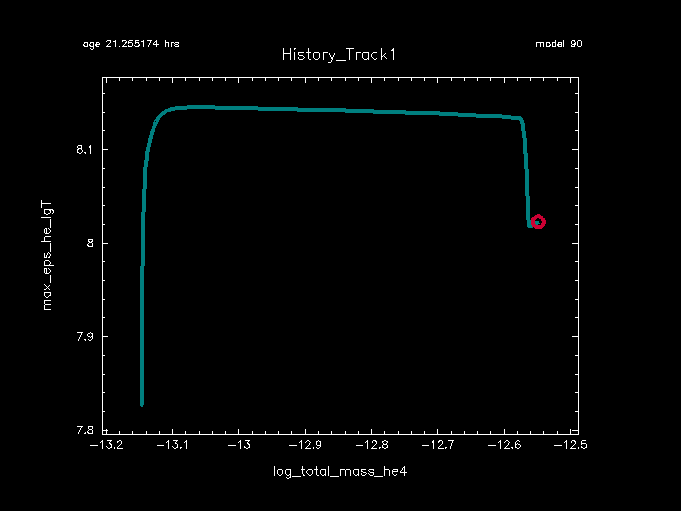 age 21.255174 hrs
model 90
History_Track1
8.1
8
7.9
7.8
max_eps_he_lgT
−13.2 −13.1 −13 −12.9 −12.8 −12.7 −12.6 −12.5
log_total_mass_he4